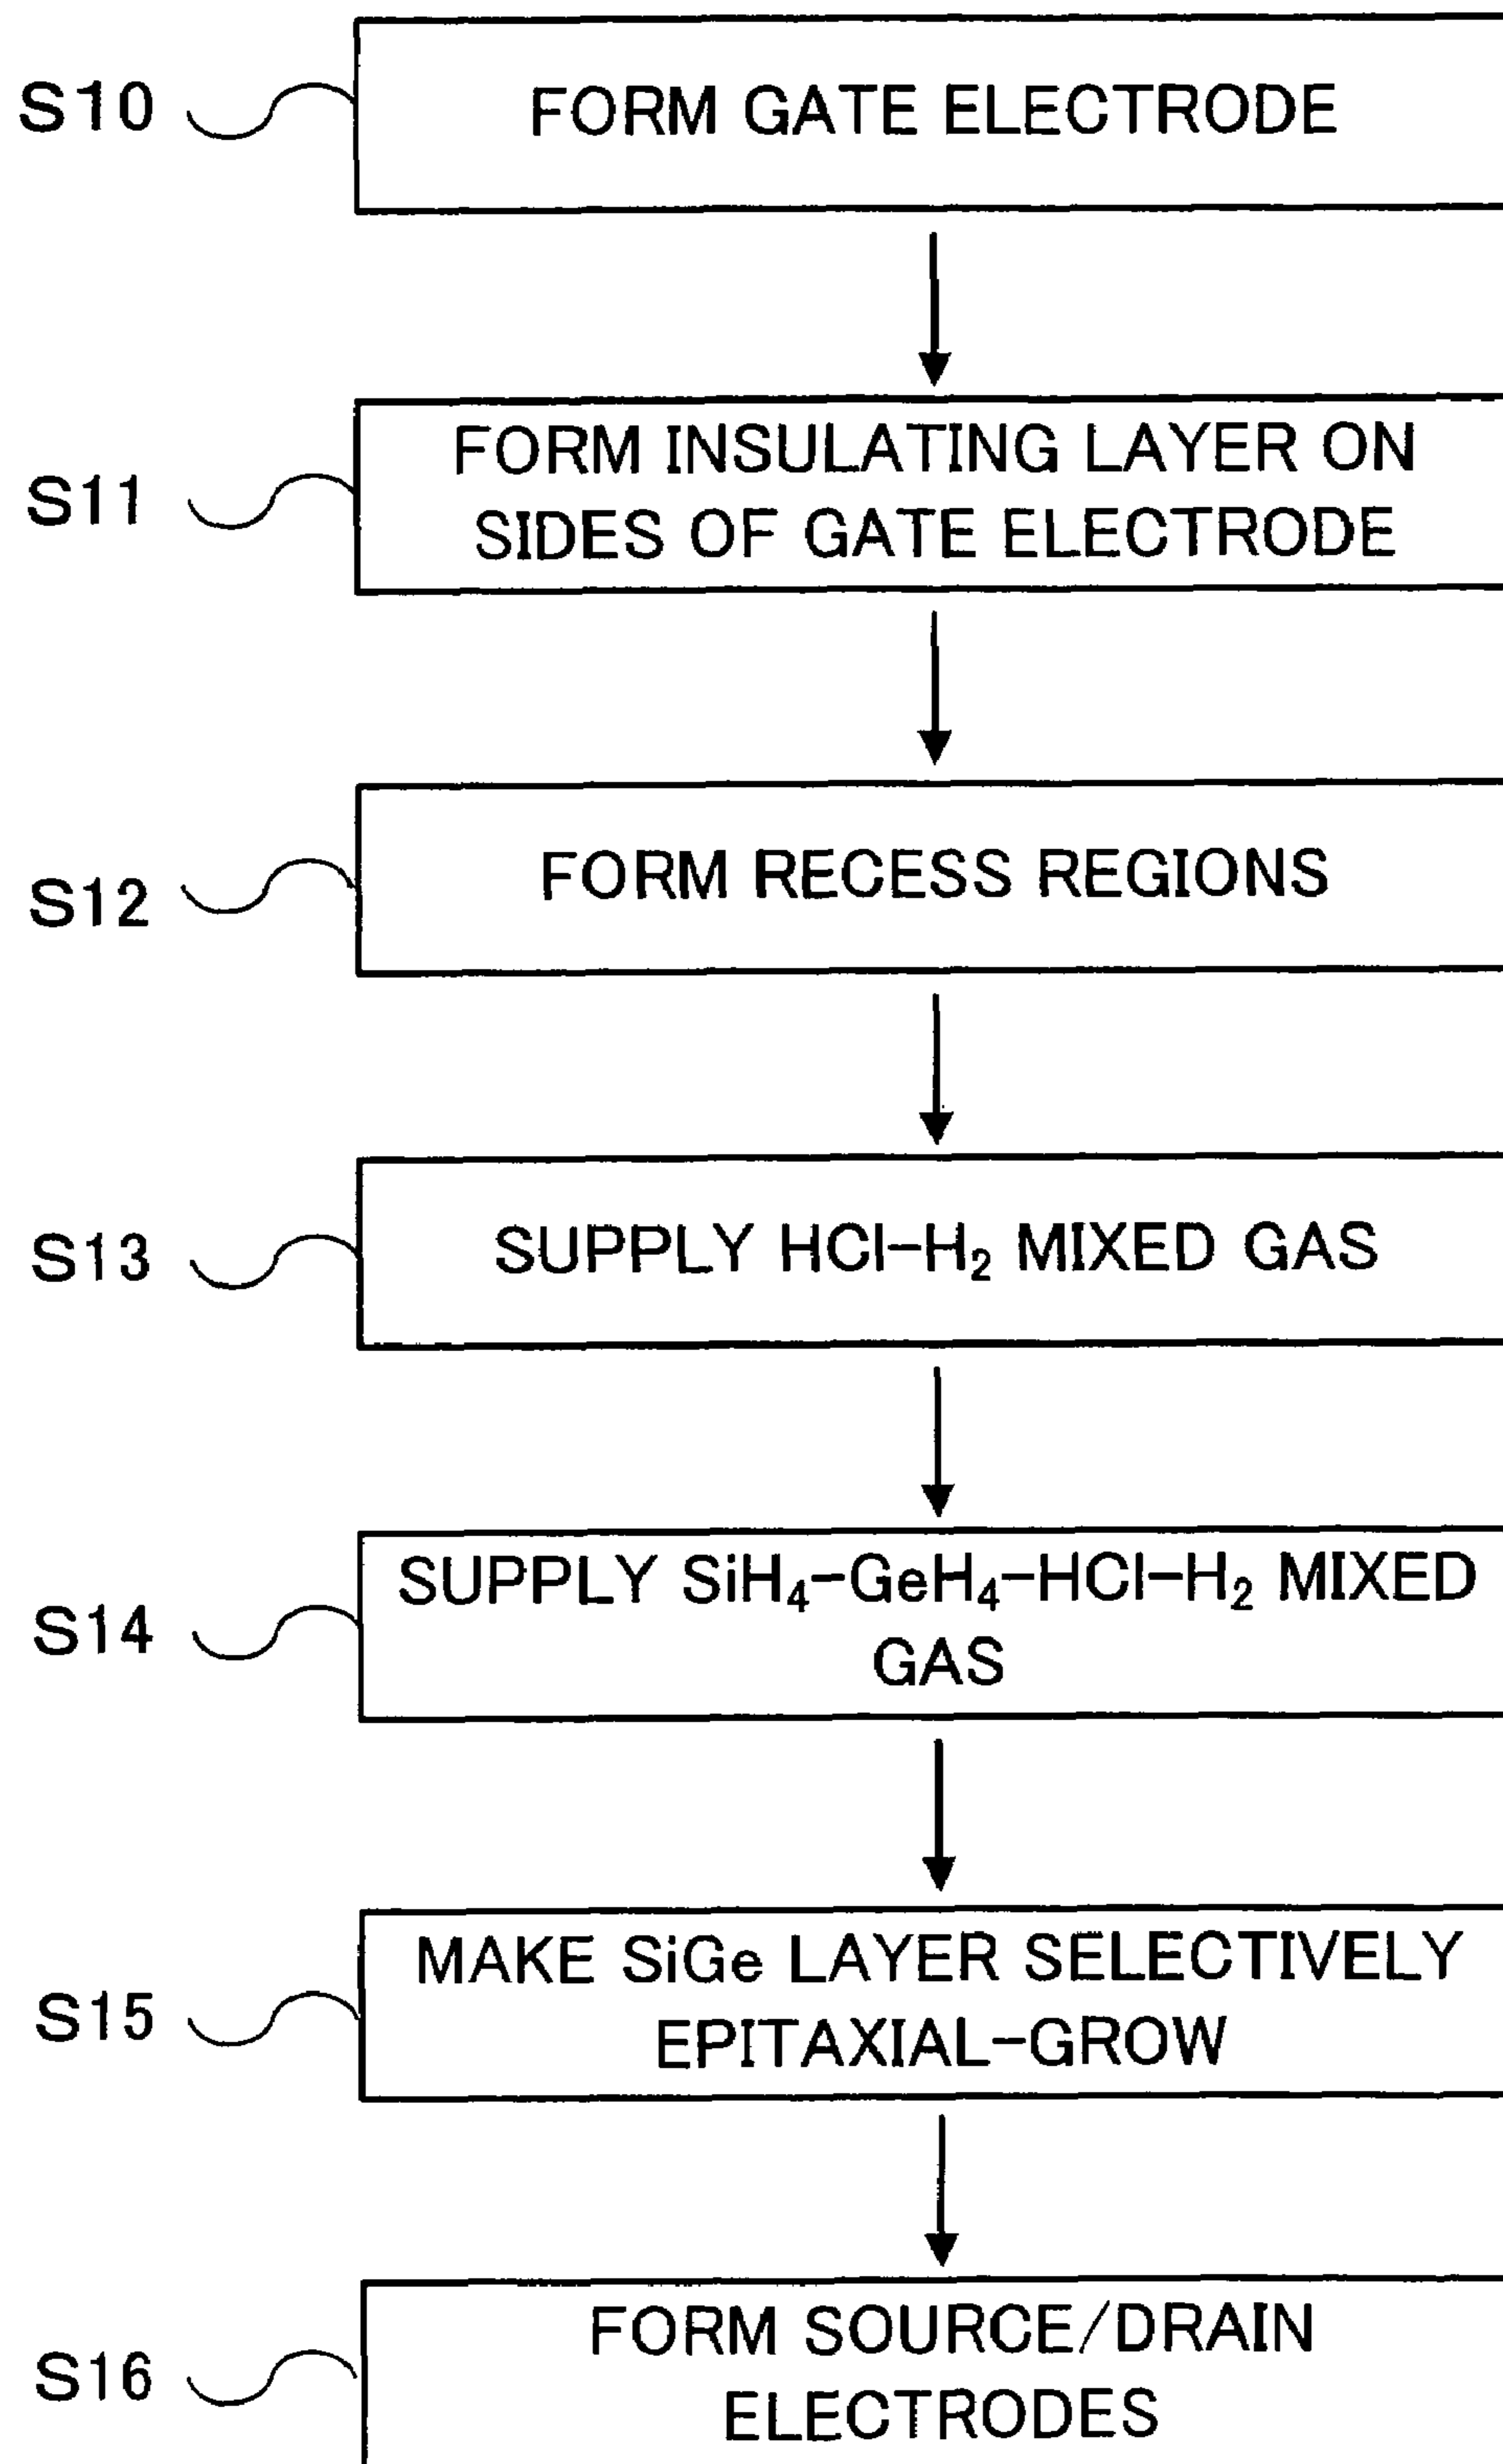 S10
FORM GATE ELECTRODE
S11
FORM INSULATING LAYER ON
SIDES OF GATE ELECTRODE
S12
FORM RECESS REGIONS
S13
SUPPLY HCl-H₂ MIXED GAS
S14
SUPPLY SiH₄-GeH₄-HCl-H₂ MIXED
GAS
S15
MAKE SiGe LAYER SELECTIVELY
EPITAXIAL-GROW
S16
FORM SOURCE/DRAIN
ELECTRODES